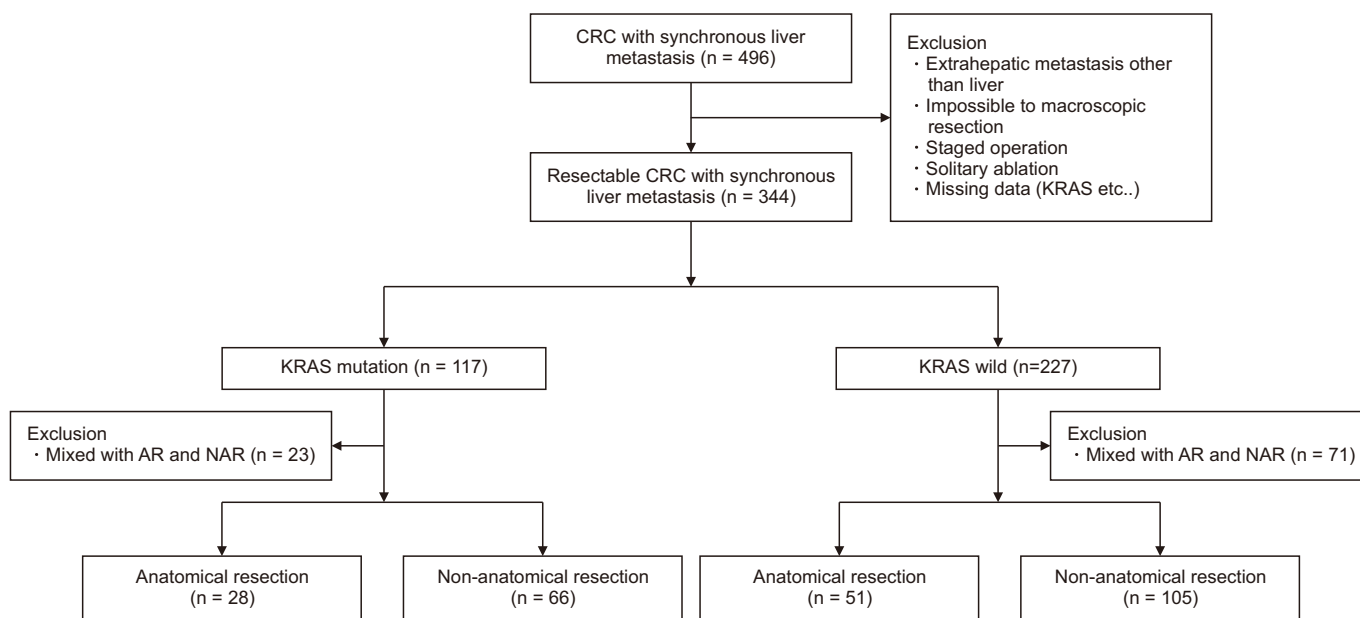 CRC with synchronous liver
metastasis (n = 496)
Exclusion
· Extrahepatic metastasis other
than liver
· Impossible to macroscopic
resection
· Staged operation
· Solitary ablation
· Missing data (KRAS etc..)
Resectable CRC with synchronous
liver metastasis (n = 344)
KRAS mutation (n = 117)
KRAS wild (n=227)
Exclusion
· Mixed with AR and NAR (n = 23)
Exclusion
· Mixed with AR and NAR (n = 71)
Anatomical resection
(n = 28)
Non-anatomical resection
(n = 66)
Anatomical resection
(n = 51)
Non-anatomical resection
(n = 105)